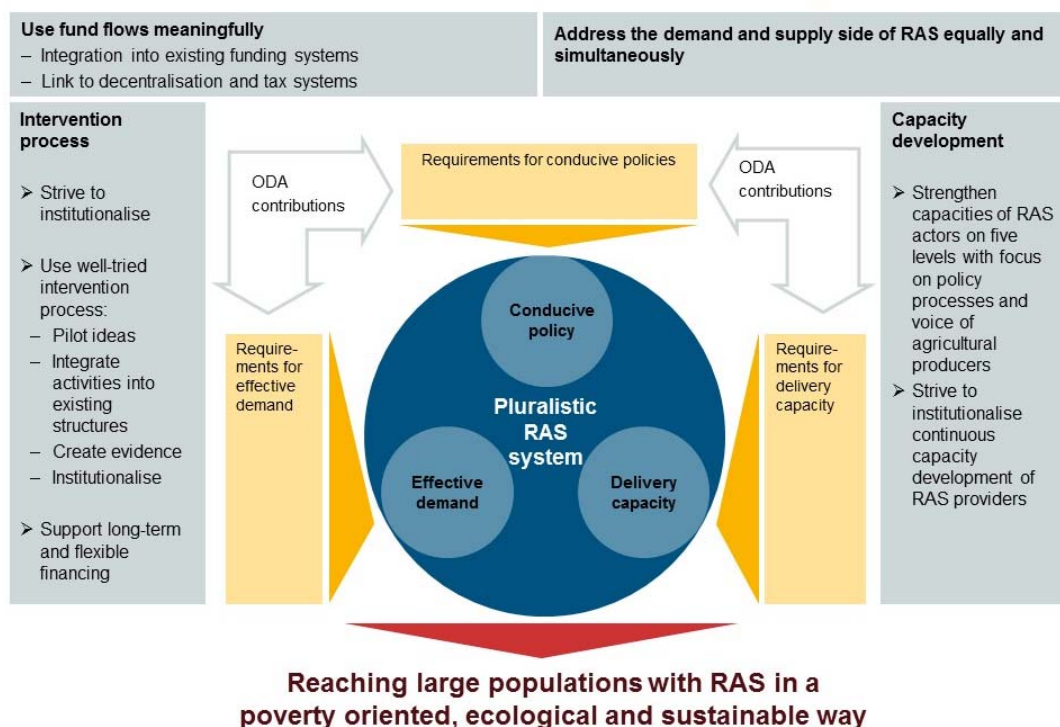 Use fund flows meaningfully
– Integration into existing funding systems
– Link to decentralisation and tax systems
Address the demand and supply side of RAS equally and
simultaneously
Intervention
process
➢ Strive to
institutionalise
➢ Use well-tried
intervention
process:
– Pilot ideas
– Integrate
activities into
existing
structures
– Create evidence
– Institutionalise
➢ Support long-term
and flexible
financing
ODA
contributions
Requirements for conducive policies
ODA
contributions
Capacity
development
➢ Strengthen
capacities of RAS
actors on five
levels with focus
on policy
processes and
voice of
agricultural
producers
➢ Strive to
institutionalise
continuous
capacity
development of
RAS providers
Require-
ments for
effective
demand
Conducive
policy
Pluralistic
RAS
system
Effective
demand
Delivery
capacity
Require-
ments for
delivery
capacity
Reaching large populations with RAS in a
poverty oriented, ecological and sustainable way